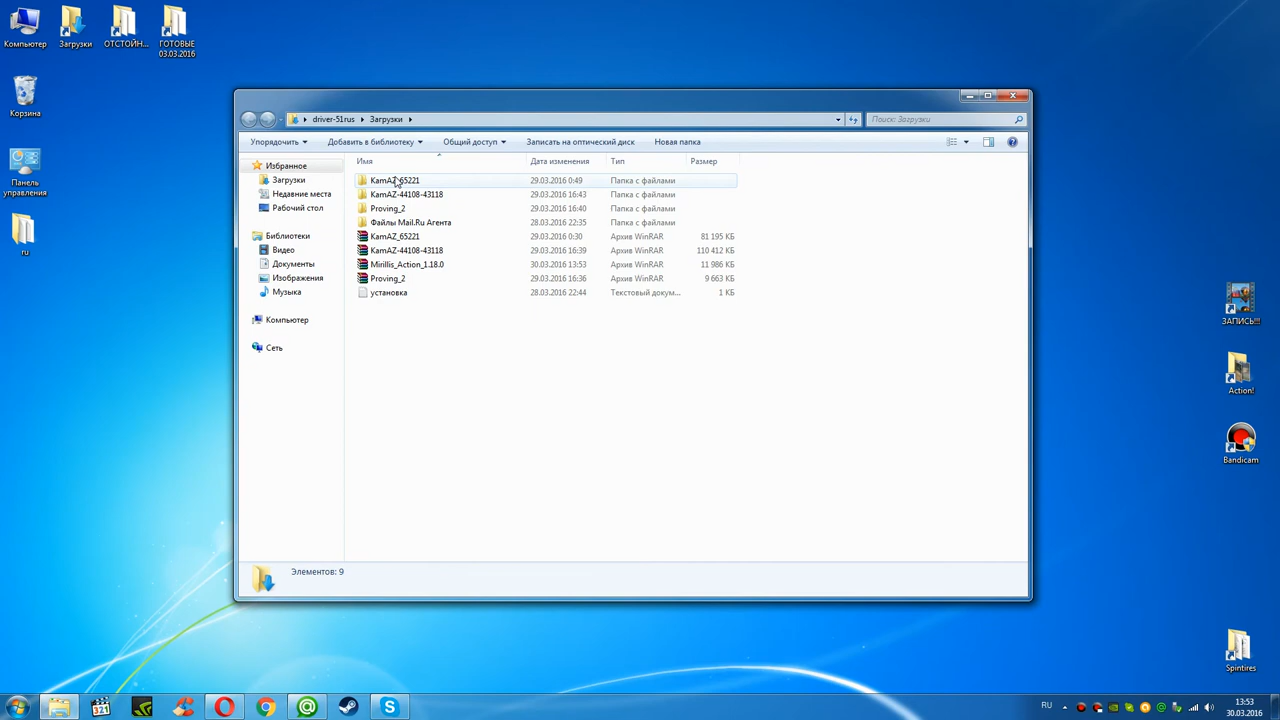 Компьютер
Загрузки
ОТСТОЙН...
ГОТОВЫЕ
03.03.2016
Корзина
Панель
управления
ru
driver-51rus
Загрузки
Поиск: Загрузки
Упорядочить
Добавить в библиотеку
Общий доступ
Записать на оптический диск
Новая папка
Избранное
Загрузки
Недавние места
Рабочий стол
Библиотеки
Видео
Документы
Изображения
Музыка
Компьютер
Сеть
Имя Дата изменения Тип Размер
KamAZ_65221 29.03.2016 0:49 Папка с файлами
KamAZ-44108-43118 29.03.2016 16:43 Папка с файлами
Proving_2 29.03.2016 16:40 Папка с файлами
Файлы Mail.Ru Агента 28.03.2016 22:35 Папка с файлами
KamAZ_65221 29.03.2016 0:30 Архив WinRAR 81 195 КБ
KamAZ-44108-43118 29.03.2016 16:39 Архив WinRAR 110 412 КБ
Mirillis_Action_1.18.0 30.03.2016 13:53 Архив WinRAR 11 986 КБ
Proving_2 29.03.2016 16:36 Архив WinRAR 9 663 КБ
установка 28.03.2016 22:44 Текстовый докум... 1 КБ
Элементов: 9
ЗАПИСЬ!!!
Action!
Bandicam
Spintires
321
RU
13:53
30.03.2016